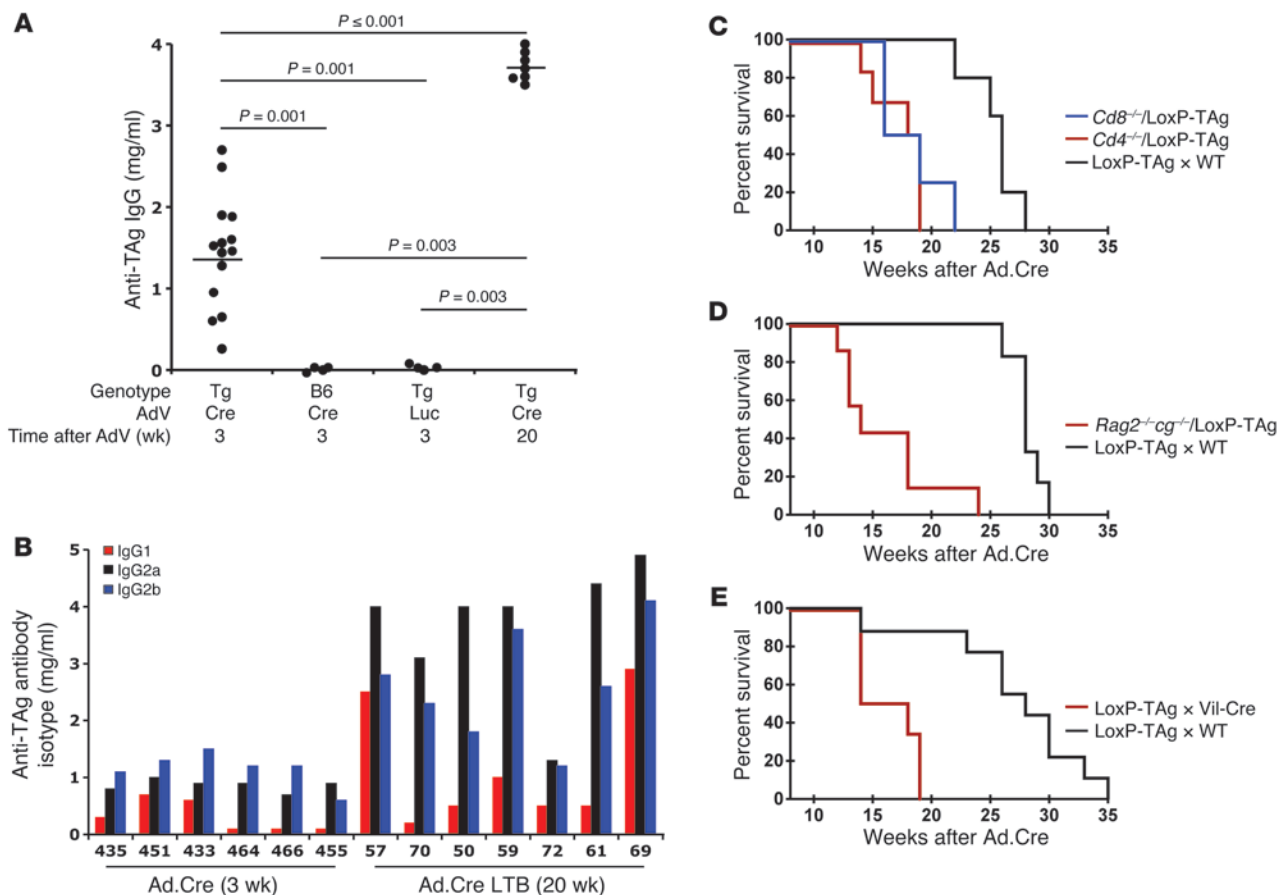 A
P ≤ 0.001
P = 0.001
P = 0.001
P = 0.003
P = 0.003
Anti-TAg IgG (mg/ml)
4
3
2
1
0
Genotype Tg B6 Tg Tg
AdV Cre Cre Luc Cre
Time after AdV (wk) 3 3 3 20
B
IgG1
IgG2a
IgG2b
Anti-TAg antibody
isotype (mg/ml)
5
4
3
2
1
0
435 451 433 464 466 455 57 70 50 59 72 61 69
Ad.Cre (3 wk) Ad.Cre LTB (20 wk)
C
Percent survival
100
80
60
40
20
0
10 15 20 25 30 35
Weeks after Ad.Cre
Cd8–/–/LoxP-TAg
Cd4–/–/LoxP-TAg
LoxP-TAg × WT
D
Percent survival
100
80
60
40
20
0
10 15 20 25 30 35
Weeks after Ad.Cre
Rag2–/–cg–/–/LoxP-TAg
LoxP-TAg × WT
E
Percent survival
100
80
60
40
20
0
10 15 20 25 30 35
Weeks after Ad.Cre
LoxP-TAg × Vil-Cre
LoxP-TAg × WT